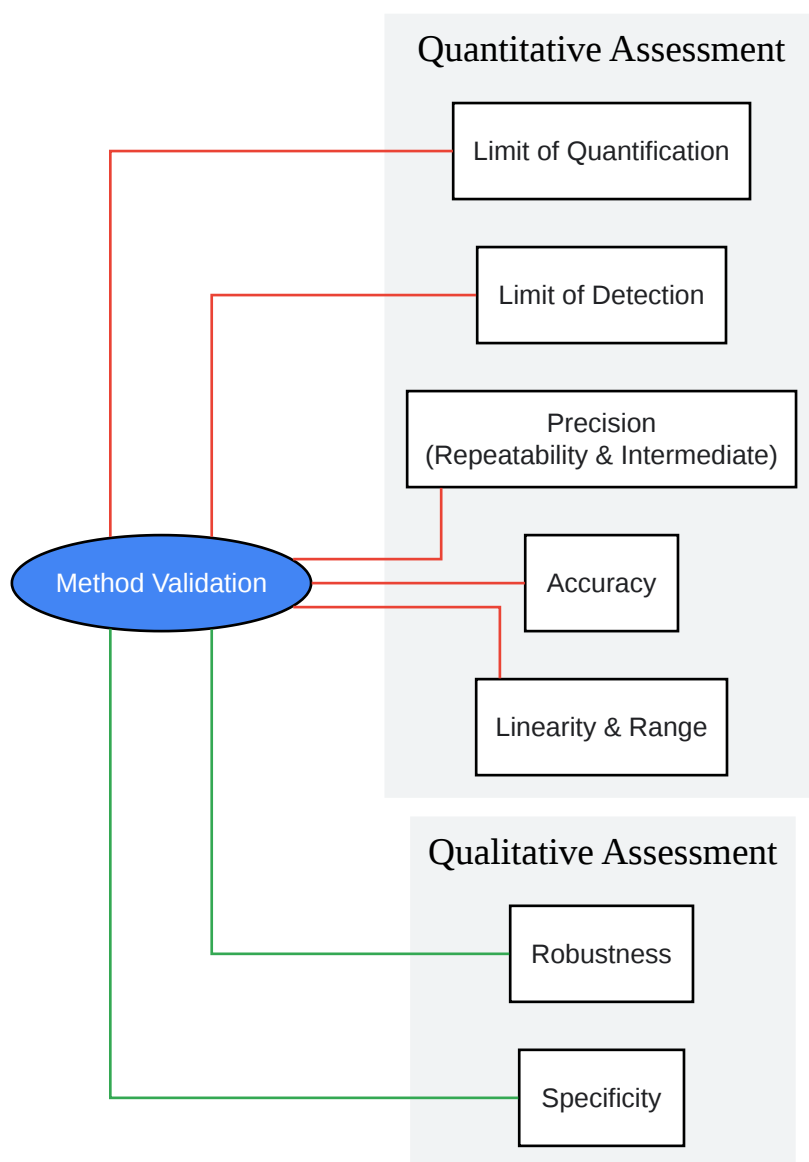 Quantitative Assessment
Limit of Quantification
Limit of Detection
Precision
(Repeatability & Intermediate)
Method Validation
Accuracy
Linearity & Range
Qualitative Assessment
Robustness
Specificity